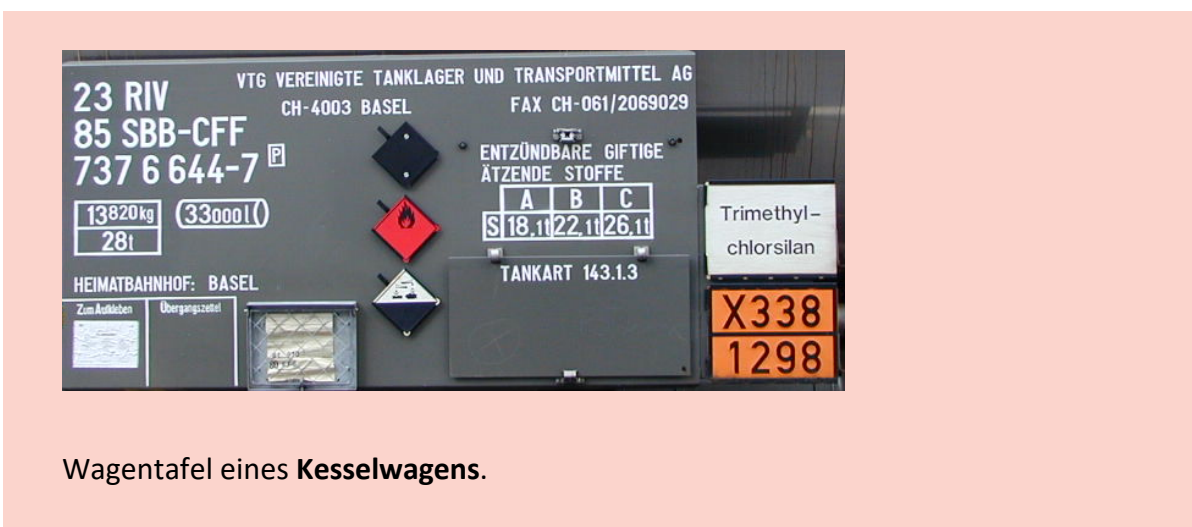 VTG VEREINIGTE TANKLAGER UND TRANSPORTMITTEL AG
CH-4003 BASEL FAX CH-061/2069029
23 RIV
85 SBB-CFF
737 6 644-7 P
13820kg 33000l
28t
HEIMATBAHNHOF: BASEL
Zum Aufkleben Übergangszettel
ENTZÜNDBARE GIFTIGE
ÄTZENDE STOFFE
A B C
S 18,1t 22,1t 26,1t
TANKART 143.1.3
Trimethyl–
chlorsilan
X338
1298
Wagentafel eines Kesselwagens.